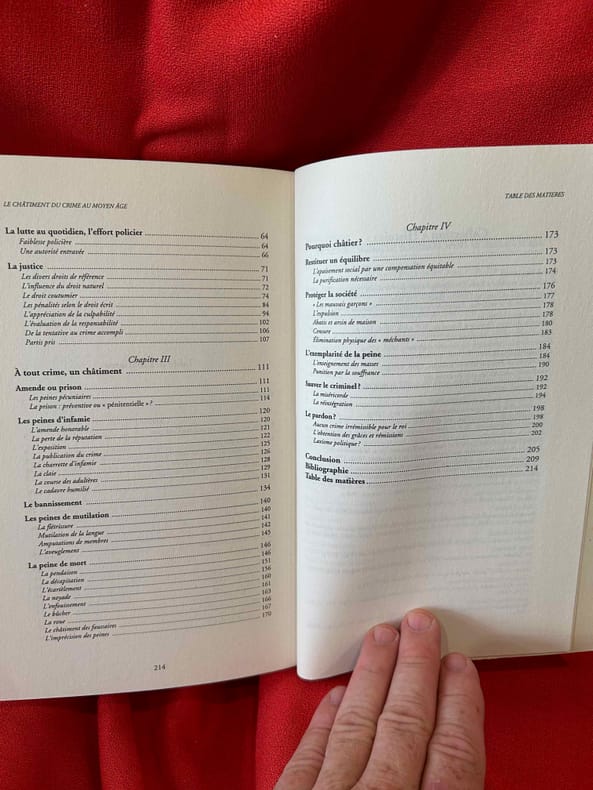 LE CHÂTIMENT DU CRIME AU MOYEN ÂGE
La lutte au quotidien, l'effort policier 64
Faiblesse policière 64
Une autorité entravée 66
La justice 71
Les divers droits de référence 71
L'influence du droit naturel 72
Le droit coutumier 74
Les pénalités selon le droit écrit 84
L'appréciation de la culpabilité 94
L'évaluation de la responsabilité 102
De la tentative au crime accompli 106
Partis pris 107
Chapitre III
À tout crime, un châtiment 111
Amende ou prison 111
Les peines pécuniaires 111
La prison : préventive ou « pénitentielle » ? 114
Les peines d'infamie 120
L'amende honorable 120
La perte de la réputation 121
L'exposition 122
La publication du crime 125
La charrette d'infamie 126
La claie 128
La course des adultères 129
Le cadavre humilié 131
Le bannissement 134
Les peines de mutilation 140
La flétrissure 140
Mutilation de la langue 141
Amputations de membres 142
L'aveuglement 145
La peine de mort 146
La pendaison 146
La décapitation 151
L'écartèlement 156
La noyade 160
L'enfouissement 161
Le bûcher 163
La roue 166
Le châtiment des faussaires 167
L'imprécision des peines 170
214
TABLE DES MATIÈRES
Chapitre IV
Pourquoi châtier ? 173
Restituer un équilibre 173
L'apaisement social par une compensation équitable 173
La purification nécessaire 174
Protéger la société 176
« Les mauvais garçons » 177
L'expulsion 178
Abatis et arsin de maison 178
Censure 180
Élimination physique des « méchants » 183
L'exemplarité de la peine 184
L'enseignement des masses 184
Punition par la souffrance 190
Sauver le criminel ? 192
La miséricorde 192
La réintégration 194
Le pardon ? 198
Aucun crime irrémissible pour le roi 198
L'obtention des grâces et rémissions 200
Laxisme politique ? 202
Conclusion 205
Bibliographie 209
Table des matières 214